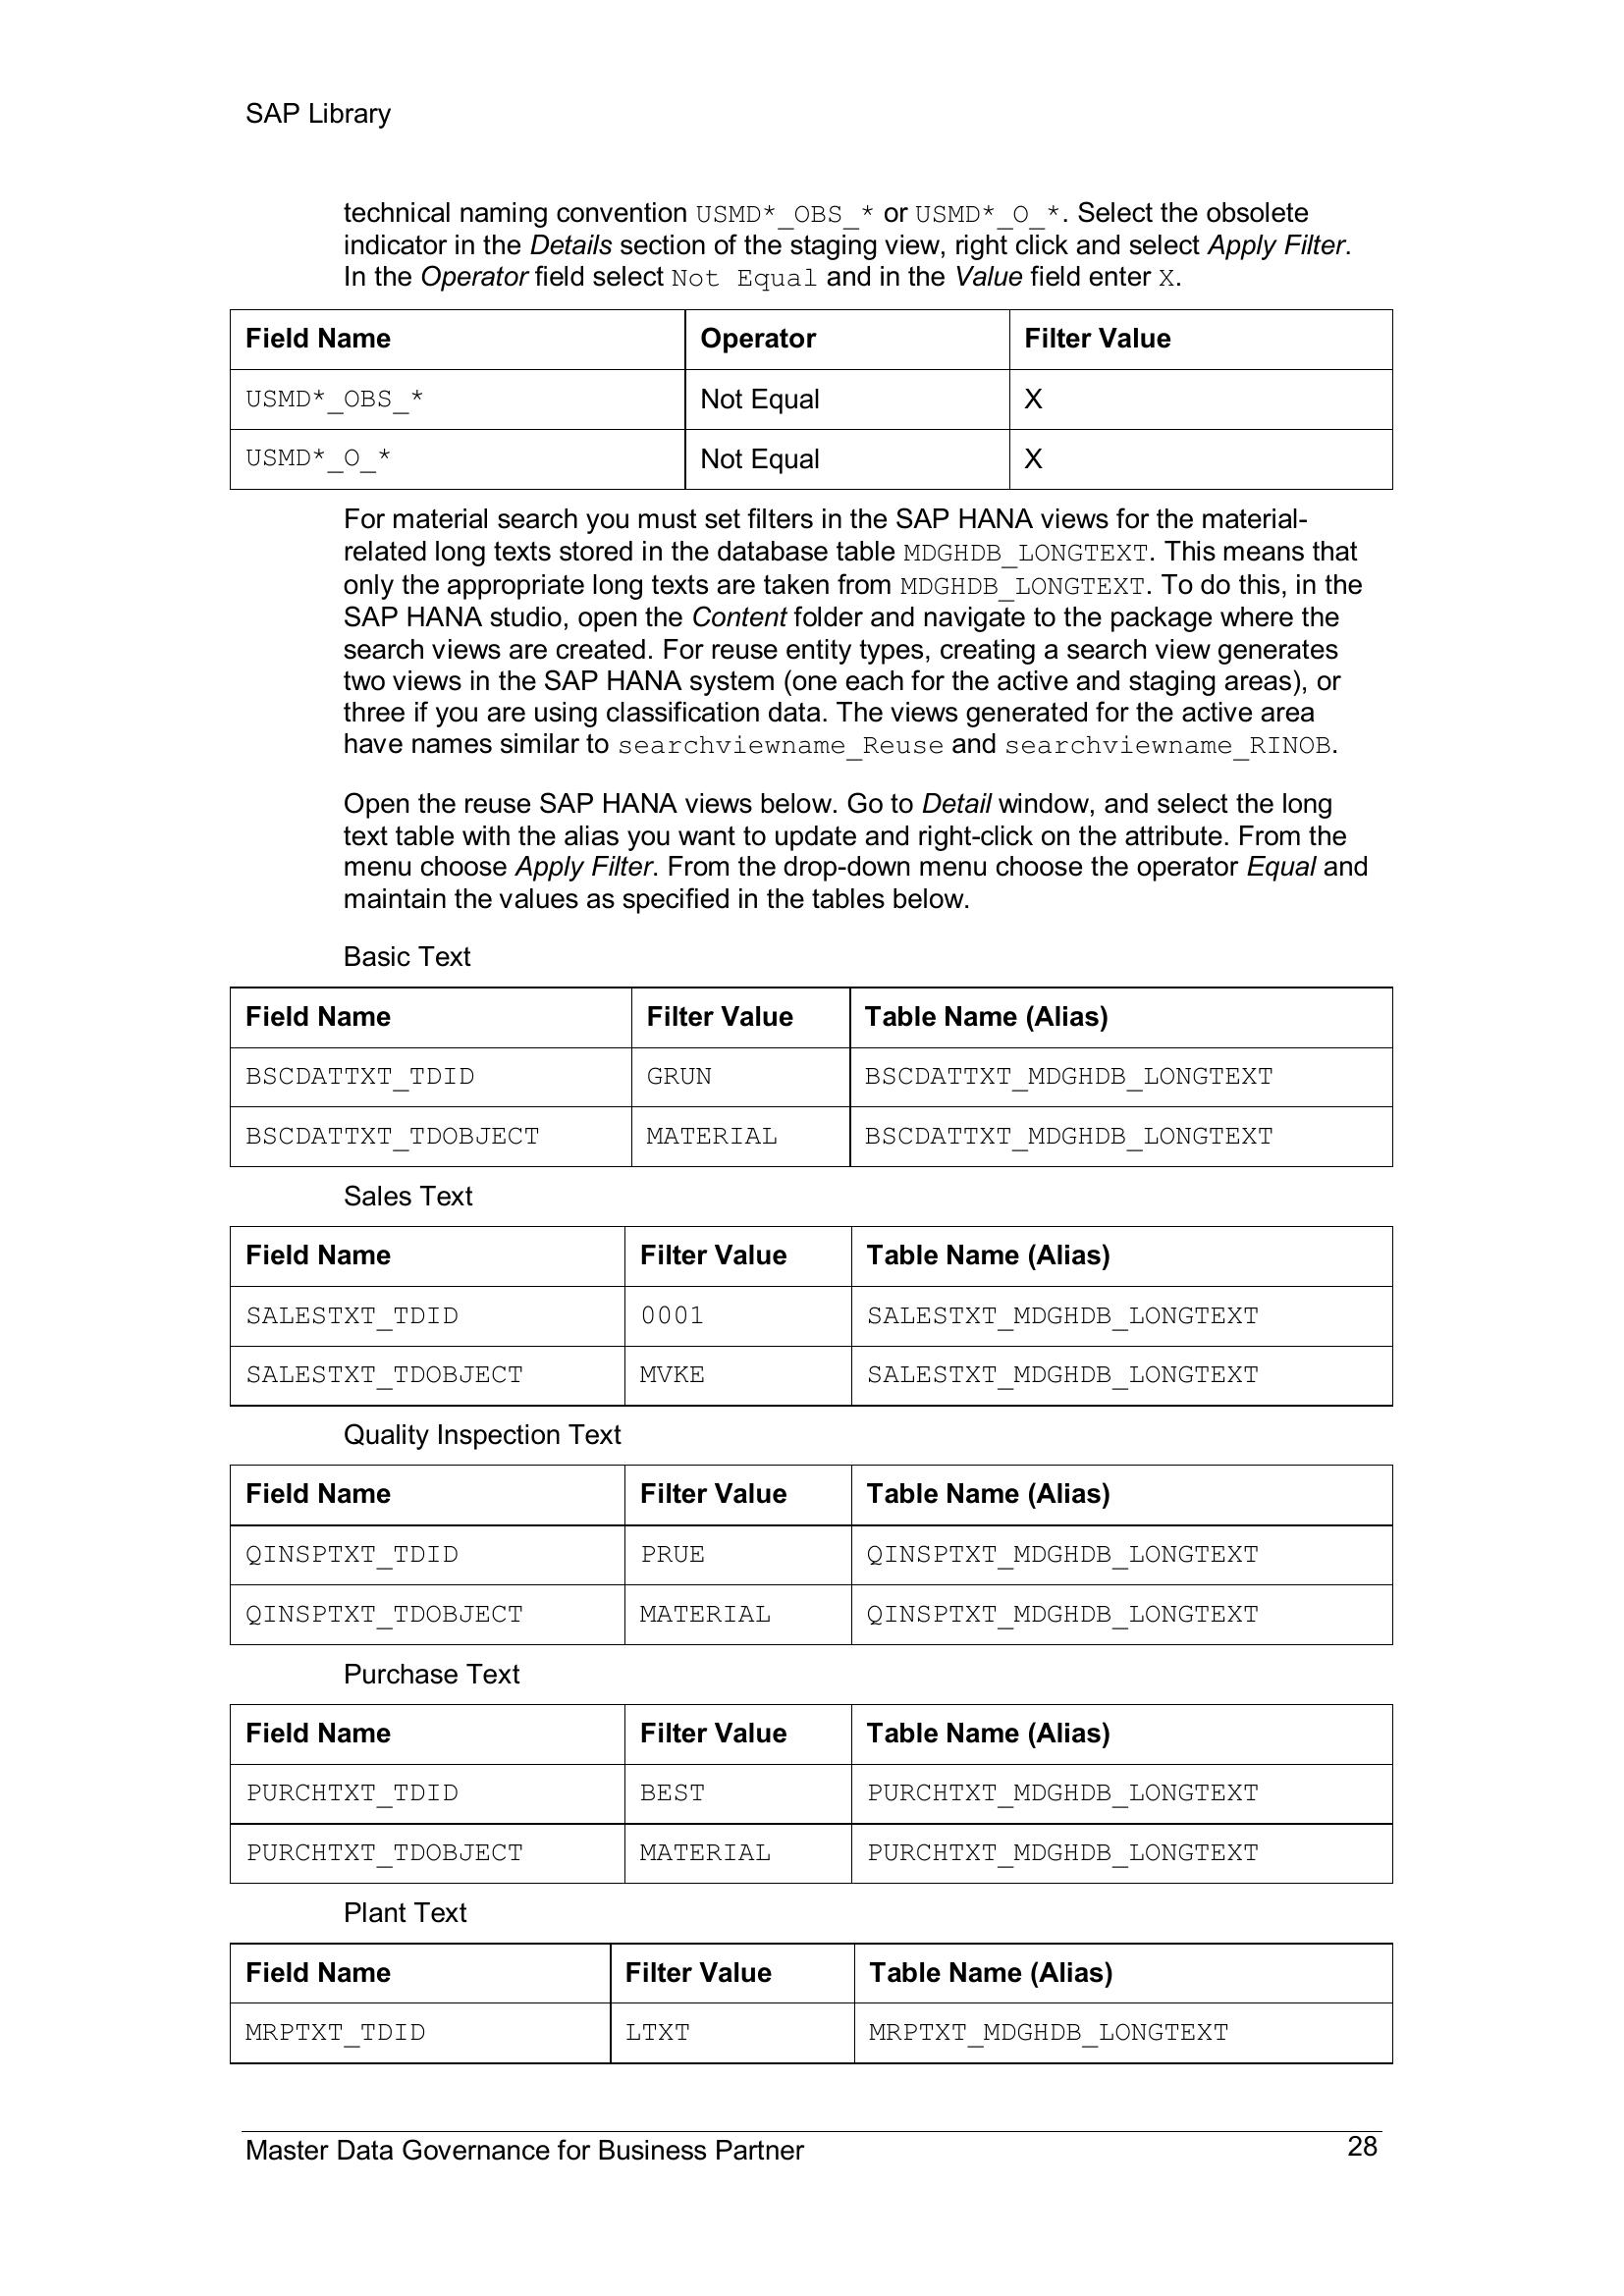 SAP Library
technical naming convention USMD*_OBS_* or USMD*_O_*. Select the obsolete
indicator in the Details section of the staging view, right click and select Apply Filter.
In the Operator field select Not Equal and in the Value field enter X.
Field Name Operator Filter Value
USMD*_OBS_* Not Equal X
USMD*_O_* Not Equal X
For material search you must set filters in the SAP HANA views for the material-
related long texts stored in the database table MDGHDB_LONGTEXT. This means that
only the appropriate long texts are taken from MDGHDB_LONGTEXT. To do this, in the
SAP HANA studio, open the Content folder and navigate to the package where the
search views are created. For reuse entity types, creating a search view generates
two views in the SAP HANA system (one each for the active and staging areas), or
three if you are using classification data. The views generated for the active area
have names similar to searchviewname_Reuse and searchviewname_RINOB.
Open the reuse SAP HANA views below. Go to Detail window, and select the long
text table with the alias you want to update and right-click on the attribute. From the
menu choose Apply Filter. From the drop-down menu choose the operator Equal and
maintain the values as specified in the tables below.
Basic Text
Field Name Filter Value Table Name (Alias)
BSCDATTXT_TDID GRUN BSCDATTXT_MDGHDB_LONGTEXT
BSCDATTXT_TDOBJECT MATERIAL BSCDATTXT_MDGHDB_LONGTEXT
Sales Text
Field Name Filter Value Table Name (Alias)
SALESTXT_TDID 0001 SALESTXT_MDGHDB_LONGTEXT
SALESTXT_TDOBJECT MVKE SALESTXT_MDGHDB_LONGTEXT
Quality Inspection Text
Field Name Filter Value Table Name (Alias)
QINSPTXT_TDID PRUE QINSPTXT_MDGHDB_LONGTEXT
QINSPTXT_TDOBJECT MATERIAL QINSPTXT_MDGHDB_LONGTEXT
Purchase Text
Field Name Filter Value Table Name (Alias)
PURCHTXT_TDID BEST PURCHTXT_MDGHDB_LONGTEXT
PURCHTXT_TDOBJECT MATERIAL PURCHTXT_MDGHDB_LONGTEXT
Plant Text
Field Name Filter Value Table Name (Alias)
MRPTXT_TDID LTXT MRPTXT_MDGHDB_LONGTEXT
Master Data Governance for Business Partner 28